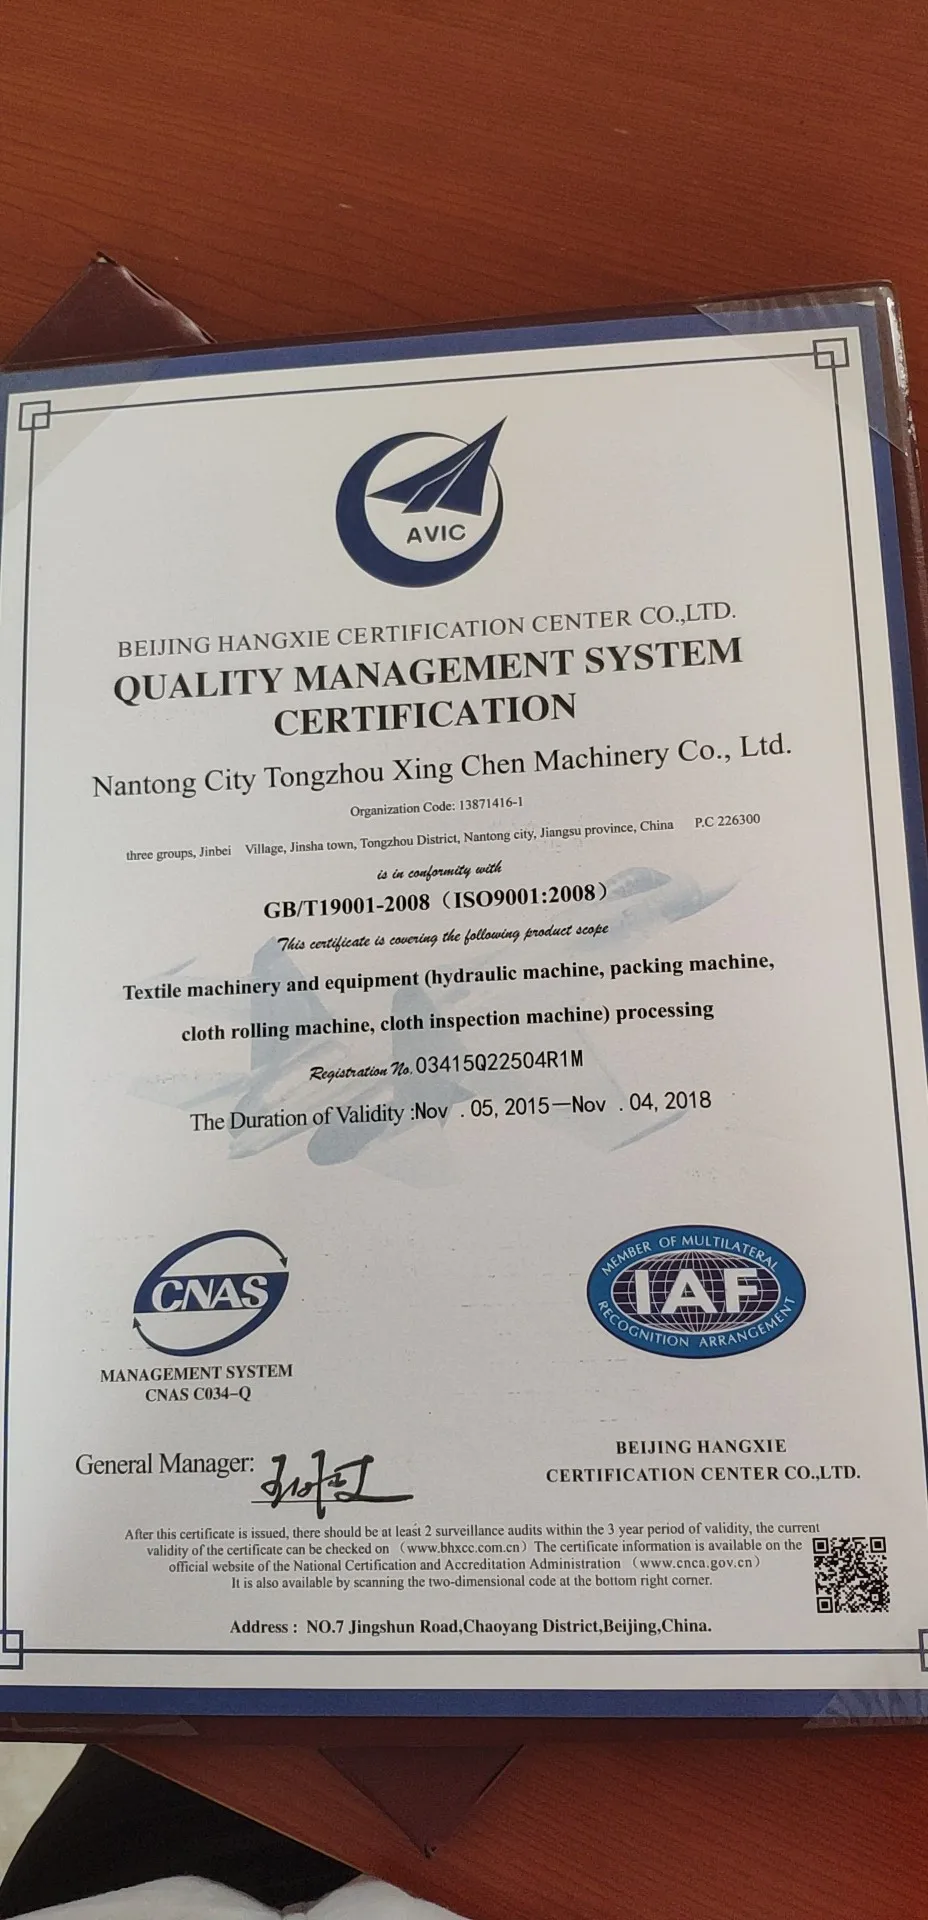 AVIC
BEIJING HANGXIE CERTIFICATION CENTER CO.,LTD.
QUALITY MANAGEMENT SYSTEM
CERTIFICATION
Nantong City Tongzhou Xing Chen Machinery Co., Ltd.
Organization Code: 13871416-1
three groups, Jinbei Village, Jinsha town, Tongzhou District, Nantong city, Jiangsu province, China P.C 226300
is in conformity with
GB/T19001-2008（ISO9001:2008）
This certificate is covering the following product scope
Textile machinery and equipment (hydraulic machine, packing machine,
cloth rolling machine, cloth inspection machine) processing
Registration No. 03415Q22504R1M
The Duration of Validity :Nov . 05, 2015—Nov . 04, 2018
CNAS
MANAGEMENT SYSTEM
CNAS C034-Q
MEMBER OF MULTILATERAL
IAF
RECOGNITION ARRANGEMENT
General Manager:
BEIJING HANGXIE
CERTIFICATION CENTER CO.,LTD.
After this certificate is issued, there should be at least 2 surveillance audits within the 3 year period of validity, the current
validity of the certificate can be checked on （www.bhxcc.com.cn）The certificate information is available on the
official website of the National Certification and Accreditation Administration （www.cnca.gov.cn）
It is also available by scanning the two-dimensional code at the bottom right corner.
Address : NO.7 Jingshun Road,Chaoyang District,Beijing,China.